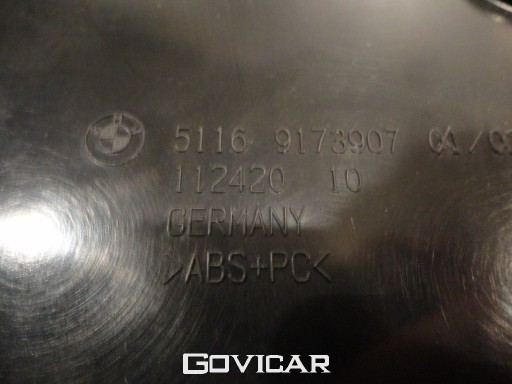 5116 9173907
112420 10
GERMANY
>ABS+PC<
GOVICAR